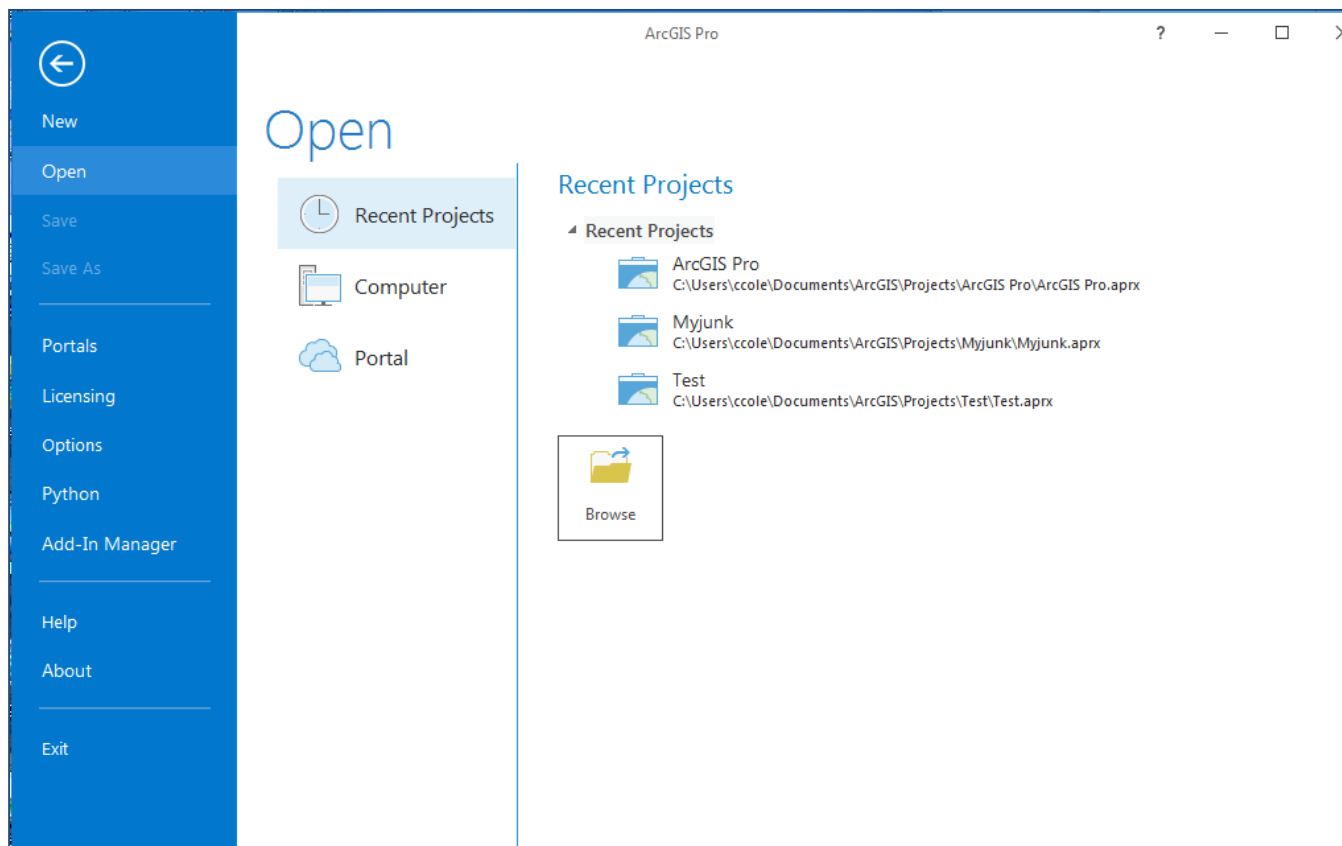 ArcGIS Pro
?
New
Open
Save
Save As
Portals
Licensing
Options
Python
Add-In Manager
Help
About
Exit
Open
Recent Projects
Computer
Portal
Recent Projects
Recent Projects
ArcGIS Pro
C:\Users\ccole\Documents\ArcGIS\Projects\ArcGIS Pro\ArcGIS Pro.aprx
Myjunk
C:\Users\ccole\Documents\ArcGIS\Projects\Myjunk\Myjunk.aprx
Test
C:\Users\ccole\Documents\ArcGIS\Projects\Test\Test.aprx
Browse